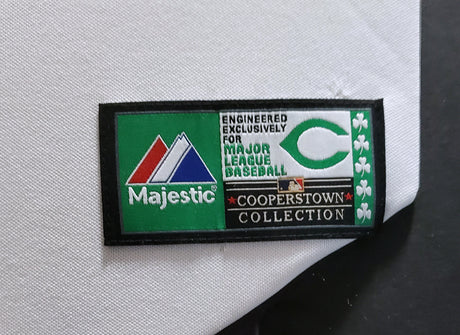 Majestic®
ENGINEERED
EXCLUSIVELY
FOR
MAJOR
LEAGUE
BASEBALL
C
COOPERSTOWN
COLLECTION